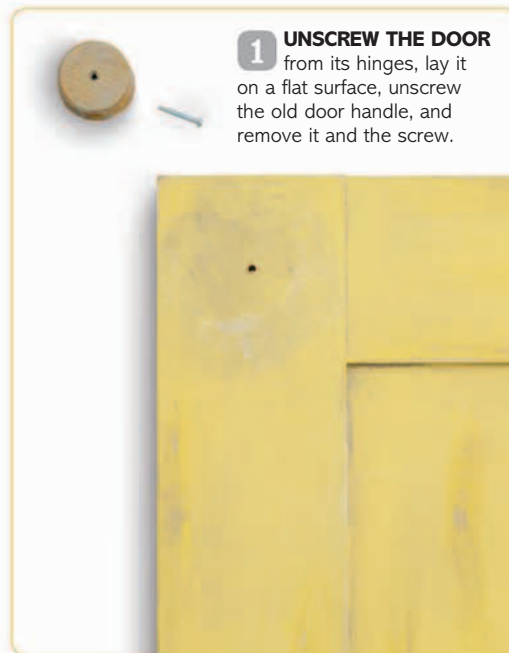 1 UNSCREW THE DOOR
from its hinges, lay it
on a flat surface, unscrew
the old door handle, and
remove it and the screw.